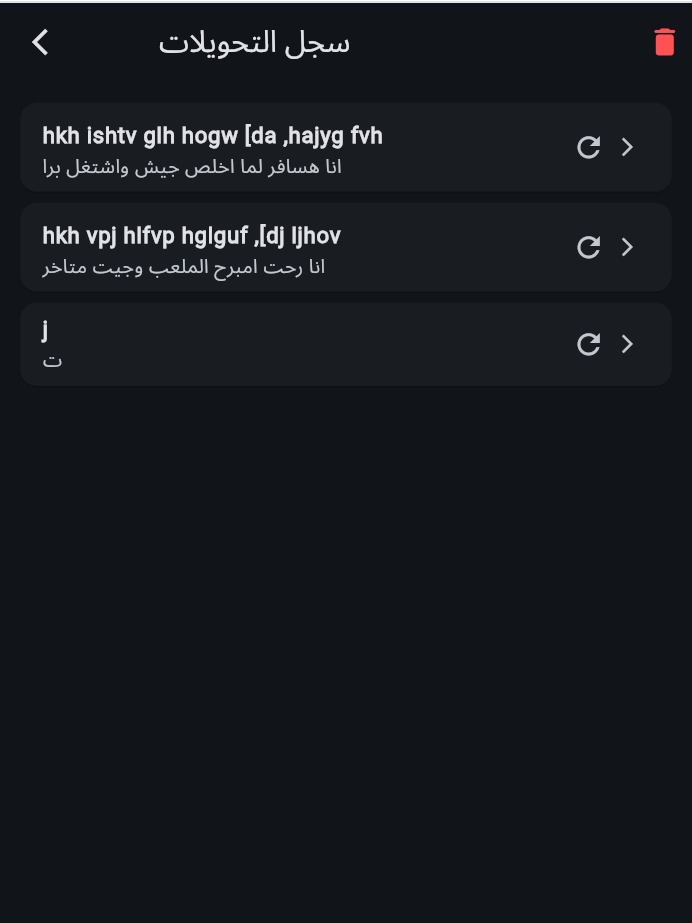 سجل التحويلات
hkh ishtv glh hogw [da ,hajyg fvh
انا هسافر لما اخلص جيش واشتغل برا
hkh vpj hlfvp hglguf ,[dj ljhov
انا رحت امبرح الملعب وجيت متاخر
j
ت